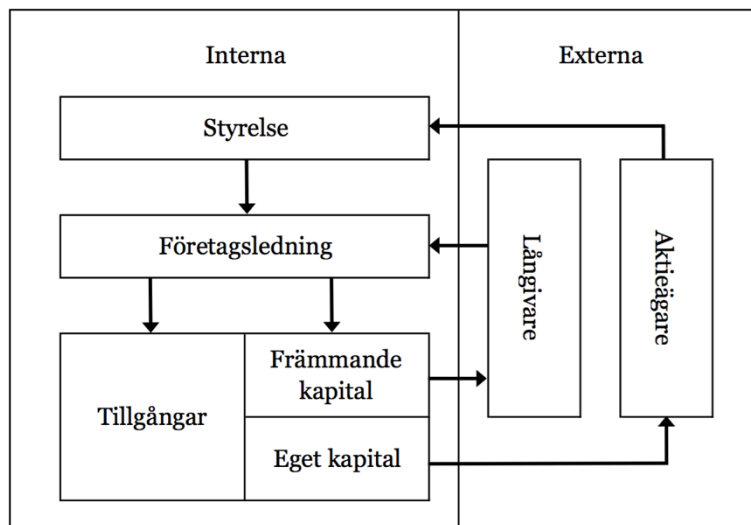 Interna
Externa
Styrelse
Företagsledning
Långivare
Aktieägare
Tillgångar
Främmande
kapital
Eget kapital